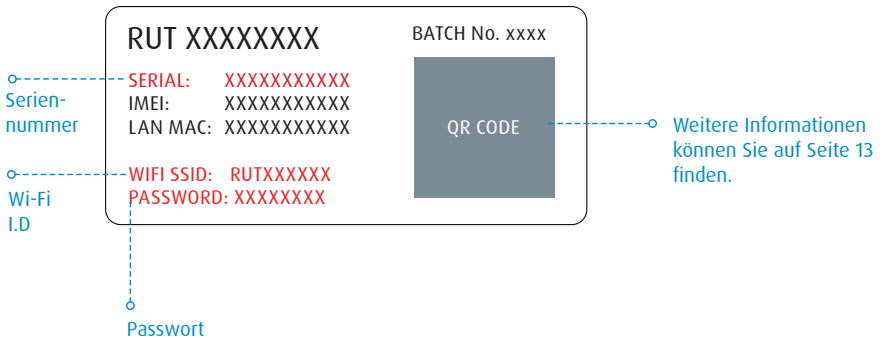 RUT XXXXXXXX
BATCH No. xxxx
SERIAL: XXXXXXXXXXX
IMEI: XXXXXXXXXXX
LAN MAC: XXXXXXXXXXX
WIFI SSID: RUTXXXXXX
PASSWORD: XXXXXXXX
QR CODE
Serien-
nummer
Wi-Fi
I.D
Passwort
Weitere Informationen
können Sie auf Seite 13
finden.